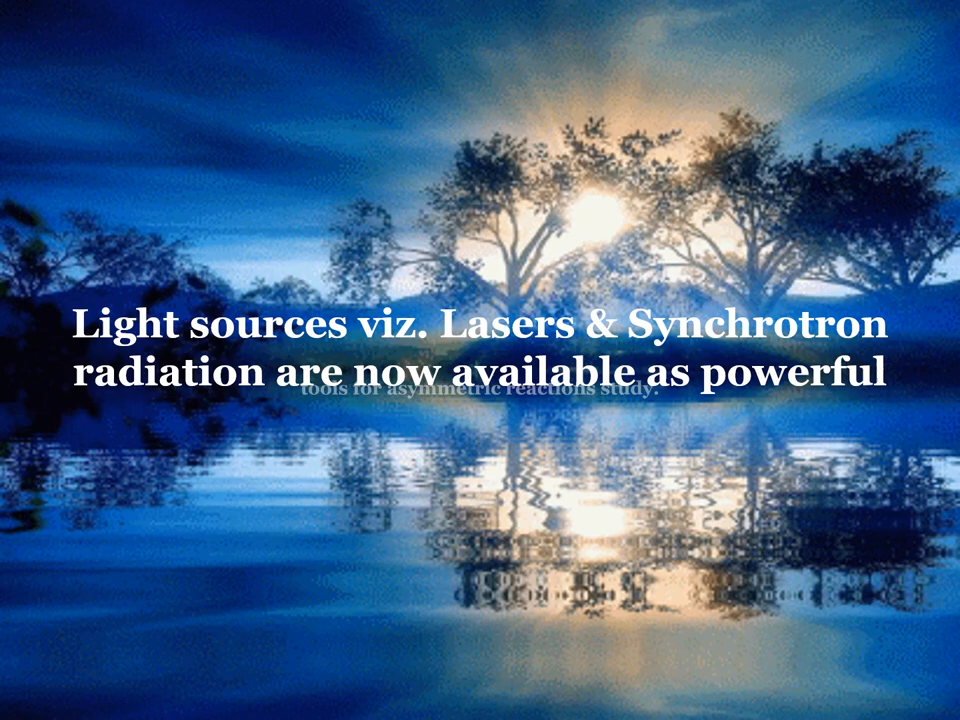 Light sources viz. Lasers & Synchrotron
radiation are now available as powerful
tools for asymmetric reactions study.